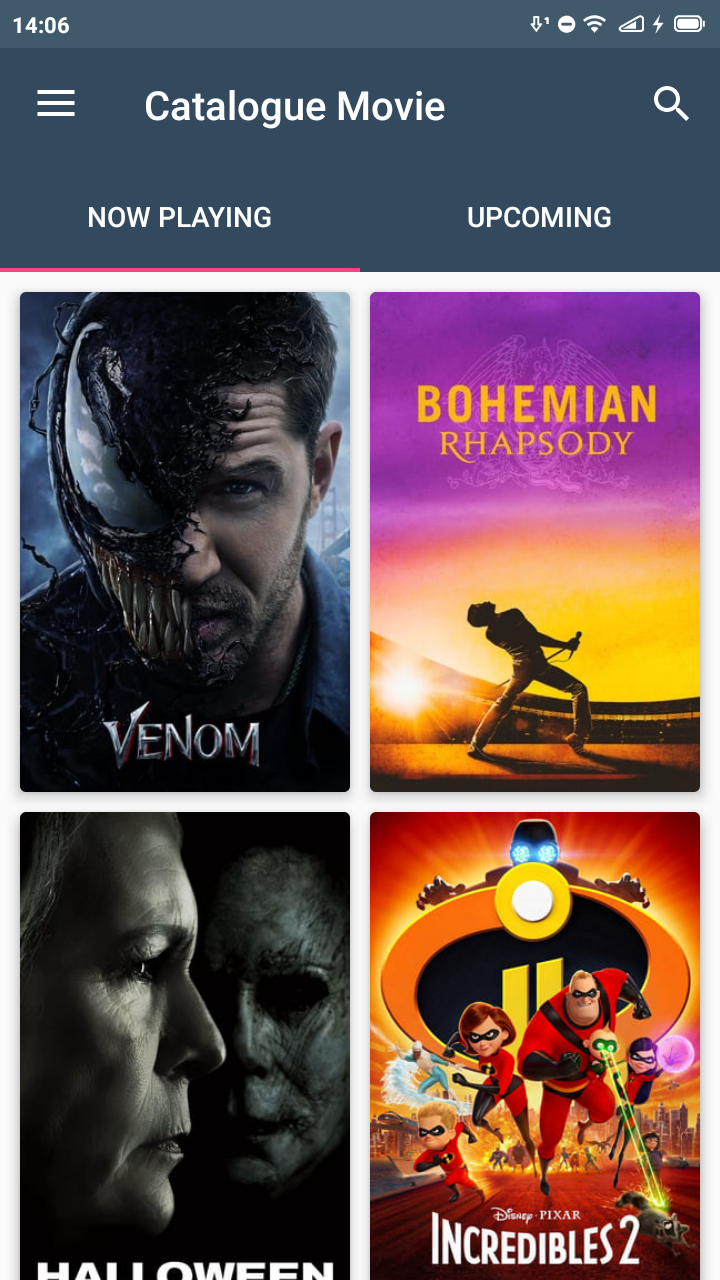 14:06
Catalogue Movie
NOW PLAYING
UPCOMING
BOHEMIAN
RHAPSODY
VENOM
Disney · PIXAR
INCREDIBLES 2
HALLOWEEN